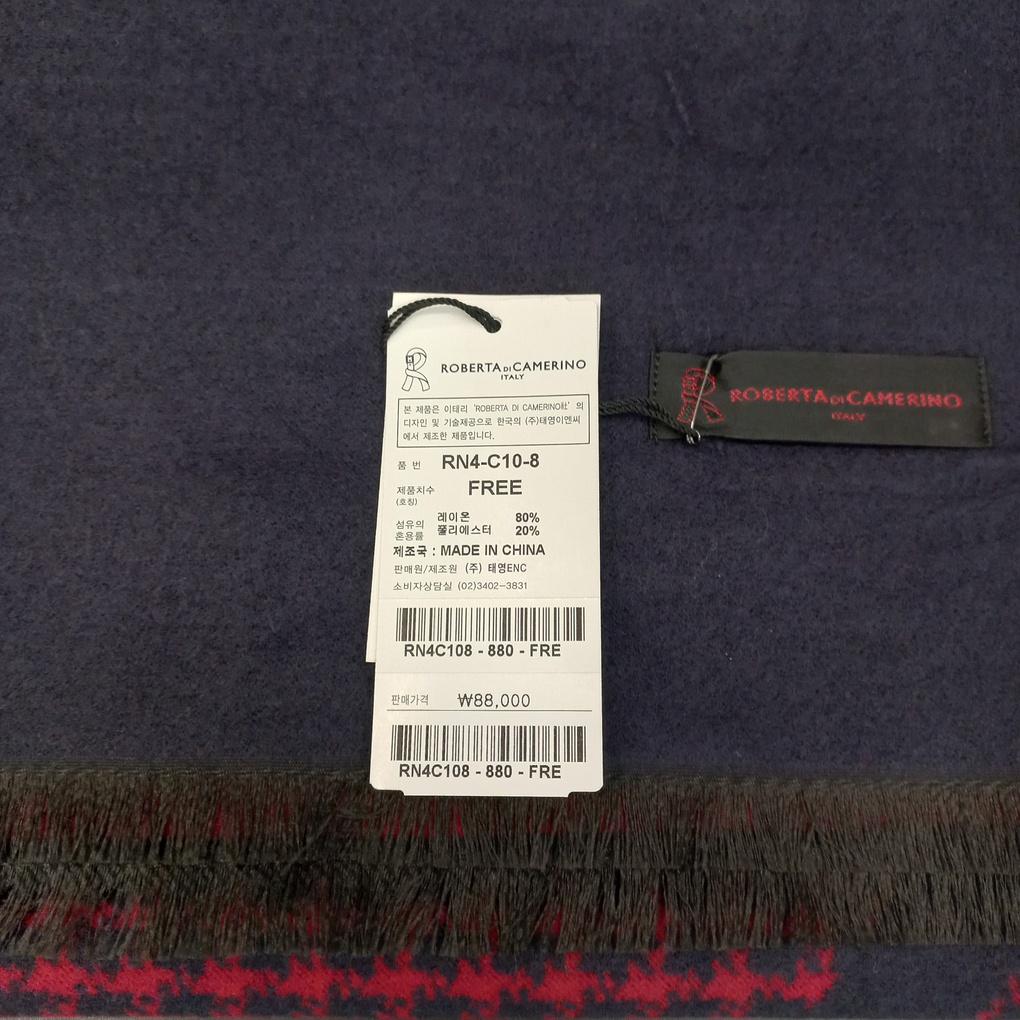 ROBERTA DI CAMERINO
ITALY
본 제품은 이태리 'ROBERTA DI CAMERINO社' 의
디자인 및 기술제공으로 한국의 (주)태영이엔씨
에서 제조한 제품입니다.
품 번 RN4-C10-8
제품치수 FREE
(호칭)
섬유의 레이온 80%
혼용률 폴리에스터 20%
제조국 : MADE IN CHINA
판매원/제조원 (주) 태영ENC
소비자상담실 (02)3402-3831
RN4C108 - 880 - FRE
판매가격 ₩88,000
RN4C108 - 880 - FRE
ROBERTA DI CAMERINO
ITALY